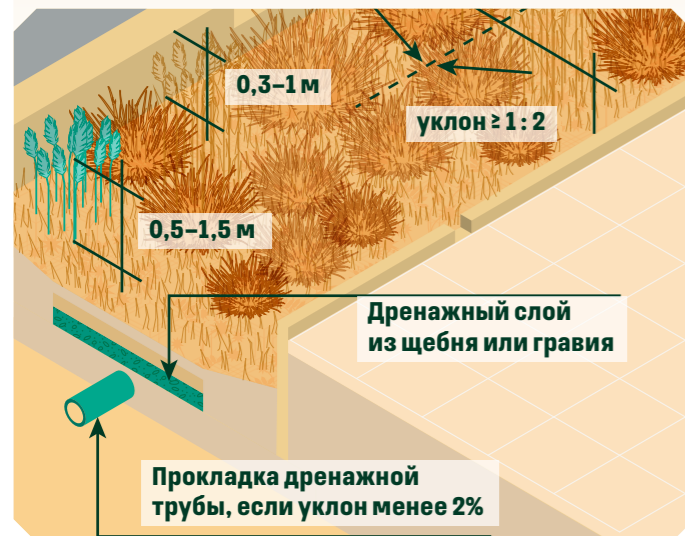 0,3–1 м
уклон ≥ 1 : 2
0,5–1,5 м
Дренажный слой
из щебня или гравия
Прокладка дренажной
трубы, если уклон менее 2%